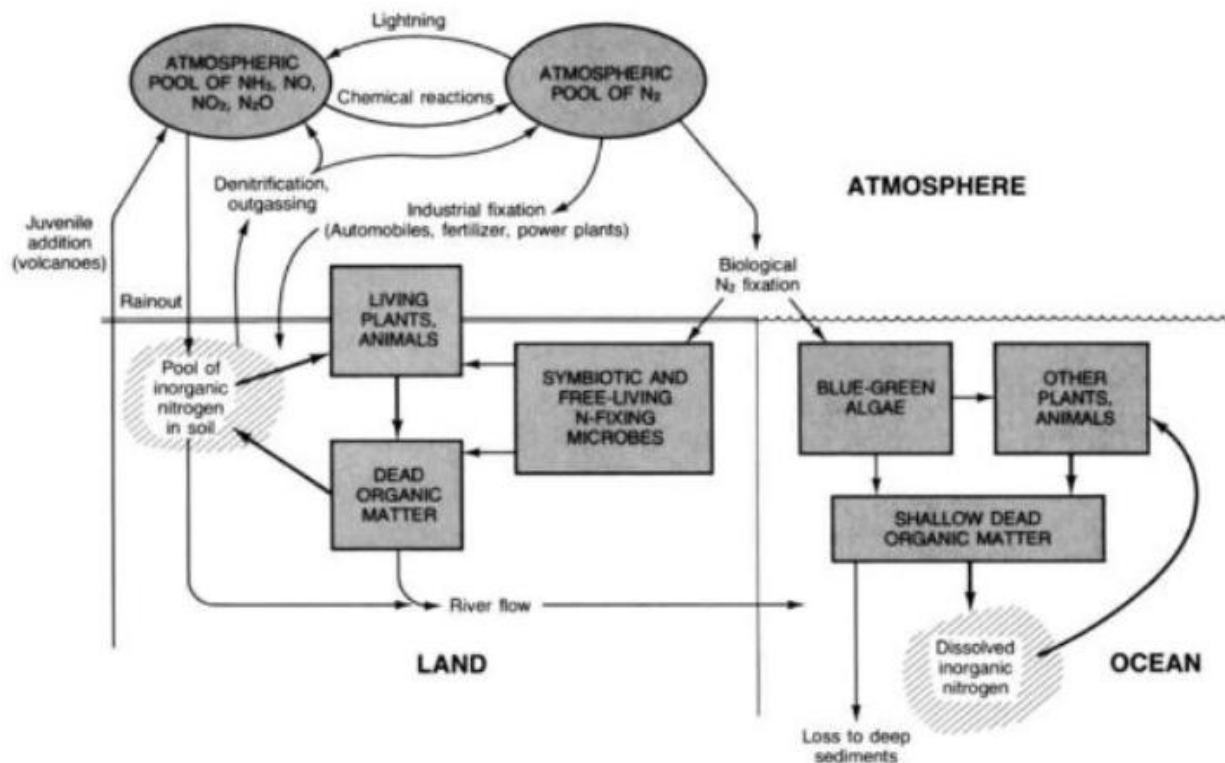 Lightning
ATMOSPHERIC
POOL OF NH₃, NO,
NO₂, N₂O
ATMOSPHERIC
POOL OF N₂
Chemical reactions
Denitrification,
outgassing
ATMOSPHERE
Industrial fixation
(Automobiles, fertilizer, power plants)
Juvenile
addition
(volcanoes)
Biological
N₂ fixation
Rainout
LIVING
PLANTS,
ANIMALS
Pool of
inorganic
nitrogen
in soil
SYMBIOTIC AND
FREE-LIVING
N-FIXING
MICROBES
BLUE-GREEN
ALGAE
OTHER
PLANTS,
ANIMALS
DEAD
ORGANIC
MATTER
SHALLOW DEAD
ORGANIC MATTER
River flow
LAND
Dissolved
inorganic
nitrogen
OCEAN
Loss to deep
sediments